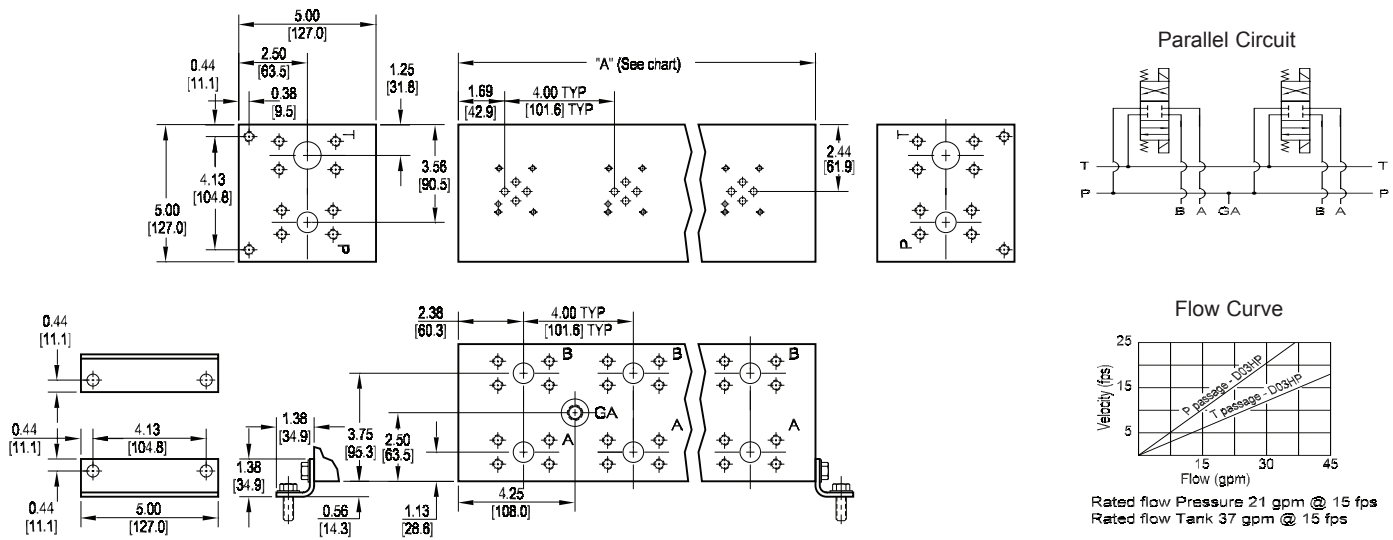 5.00
[127.0]
2.50
[63.5]
0.44
[11.1]
0.38
[9.5]
1.25
[31.8]
T
4.13
[104.8]
5.00
[127.0]
3.56
[90.5]
P
"A" (See chart)
1.69
[42.9]
4.00 TYP
[101.6] TYP
2.44
[61.9]
T
P
Parallel Circuit
T
T
P
P
B
A
GA
B
A
0.44
[11.1]
0.44
[11.1]
4.13
[104.8]
0.44
[11.1]
5.00
[127.0]
1.38
[34.9]
1.38
[34.9]
0.56
[14.3]
2.38
[60.3]
4.00 TYP
[101.6] TYP
B
B
B
GA
A
A
A
3.75
[95.3]
2.50
[63.5]
4.25
[108.0]
1.13
[28.6]
Flow Curve
25
15
5
Velocity (fps)
P passage - D03HP
T passage - D03HP
15
30
45
Flow (gpm)
Rated flow Pressure 21 gpm @ 15 fps
Rated flow Tank 37 gpm @ 15 fps